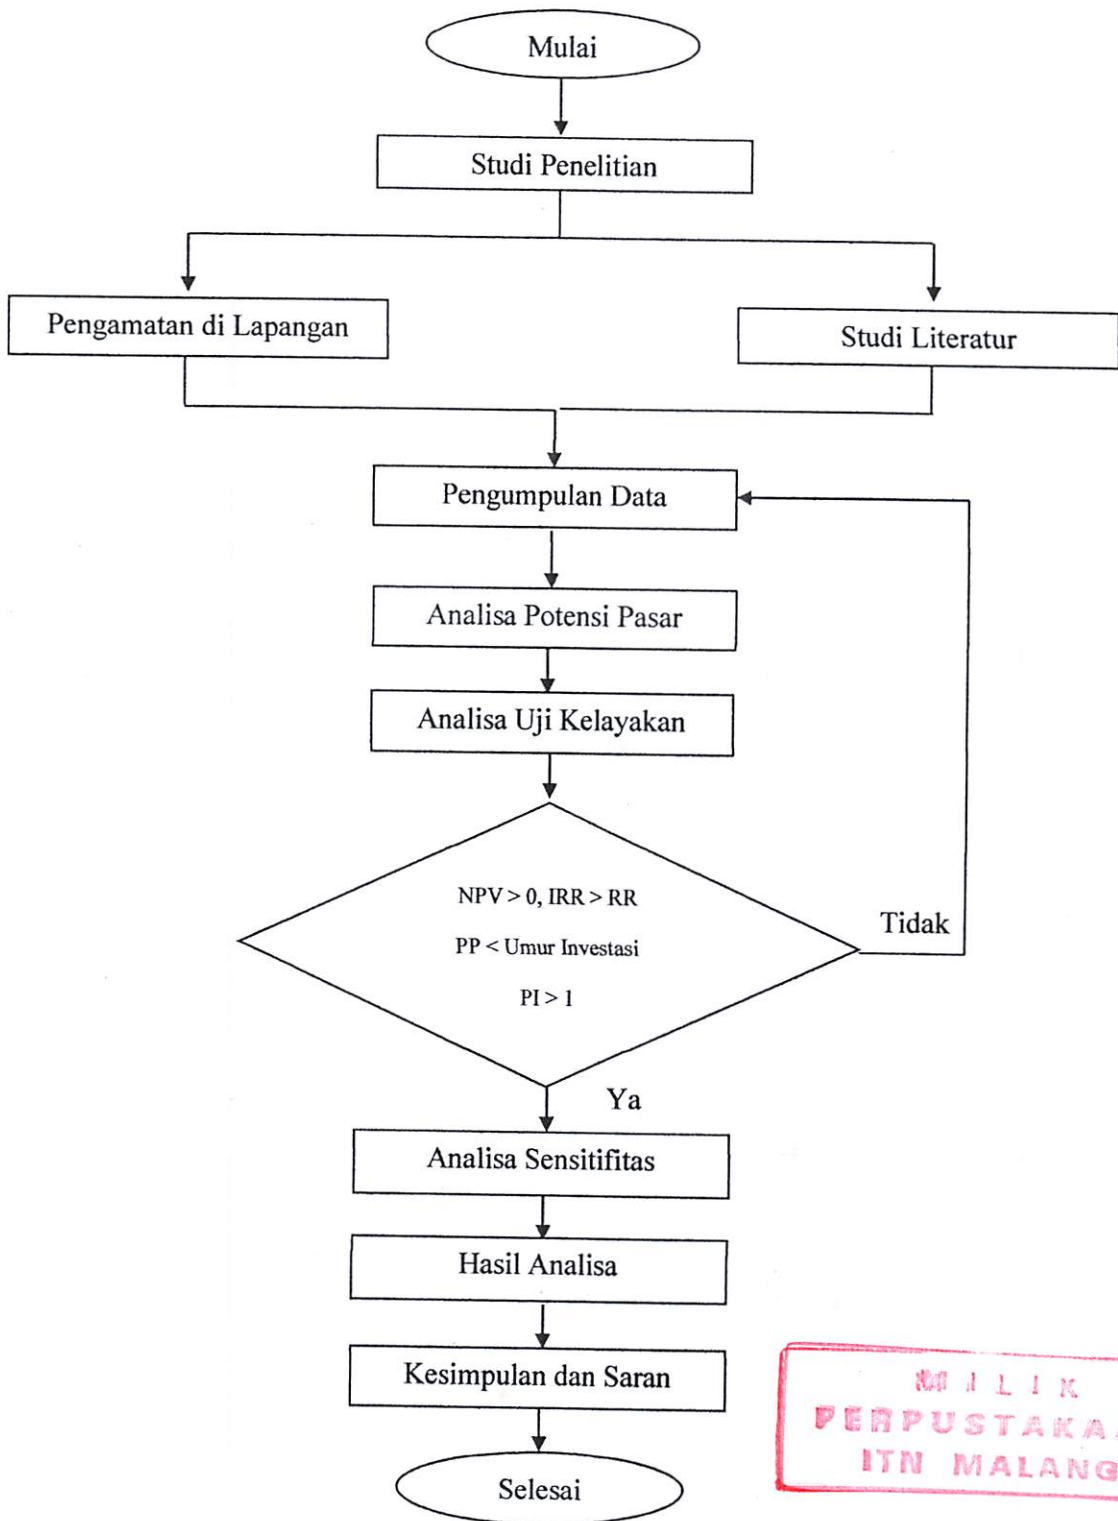 Mulai
Studi Penelitian
Pengamatan di Lapangan
Studi Literatur
Pengumpulan Data
Analisa Potensi Pasar
Analisa Uji Kelayakan
NPV > 0, IRR > RR
PP < Umur Investasi
PI > 1
Tidak
Ya
Analisa Sensitifitas
Hasil Analisa
Kesimpulan dan Saran
Selesai
MILIK
ITN MALANG